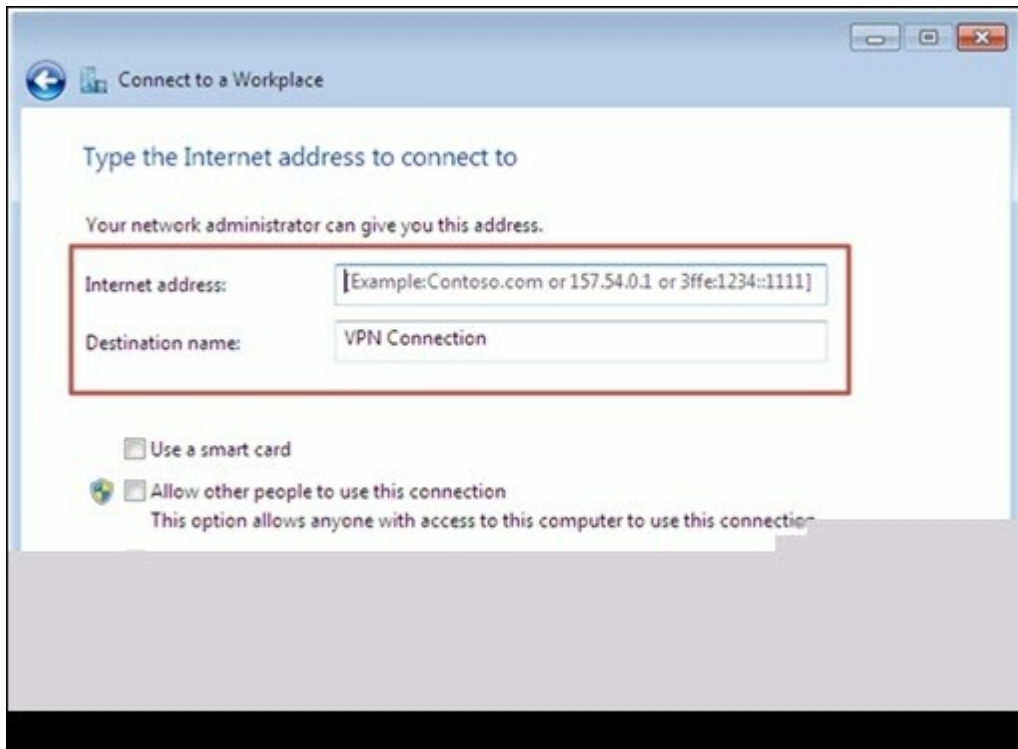 Connect to a Workplace
Type the Internet address to connect to
Your network administrator can give you this address.
Internet address: [Example:Contoso.com or 157.54.0.1 or 3ffe:1234::1111]
Destination name: VPN Connection
Use a smart card
Allow other people to use this connection
This option allows anyone with access to this computer to use this connection